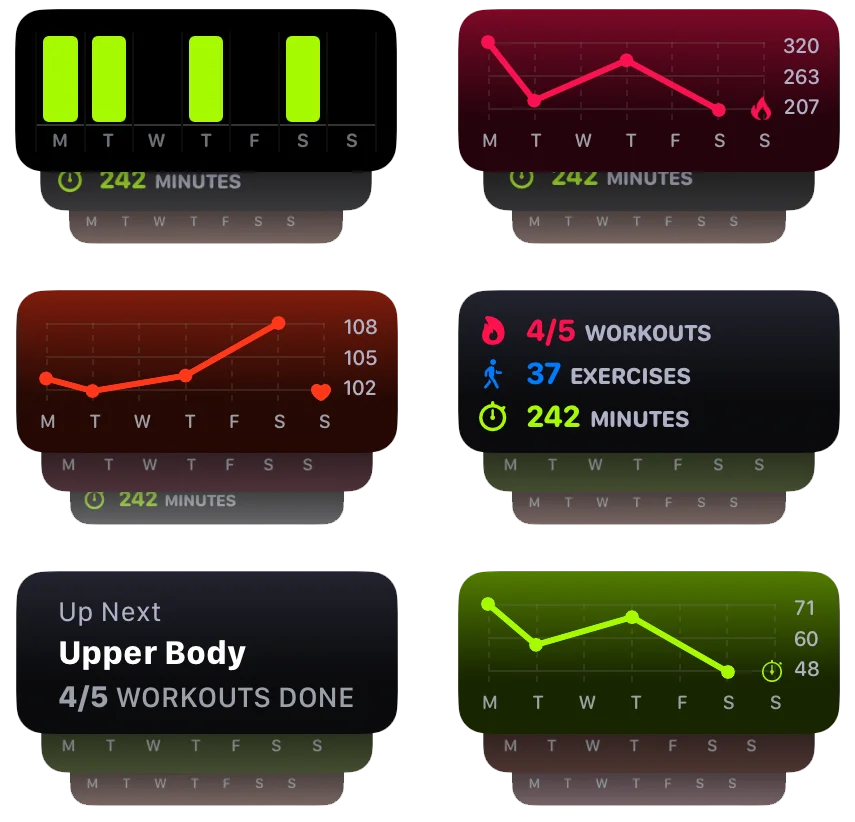 M T W T F S S
242 MINUTES
M T W T F S S
320
263
207
M T W T F S S
242 MINUTES
M T W T F S S
108
105
102
M T W T F S S
M T W T F S S
242 MINUTES
4/5 WORKOUTS
37 EXERCISES
242 MINUTES
M T W T F S S
M T W T F S S
Up Next
Upper Body
4/5 WORKOUTS DONE
M T W T F S S
M T W T F S S
71
60
48
M T W T F S S
M T W T F S S
M T W T F S S